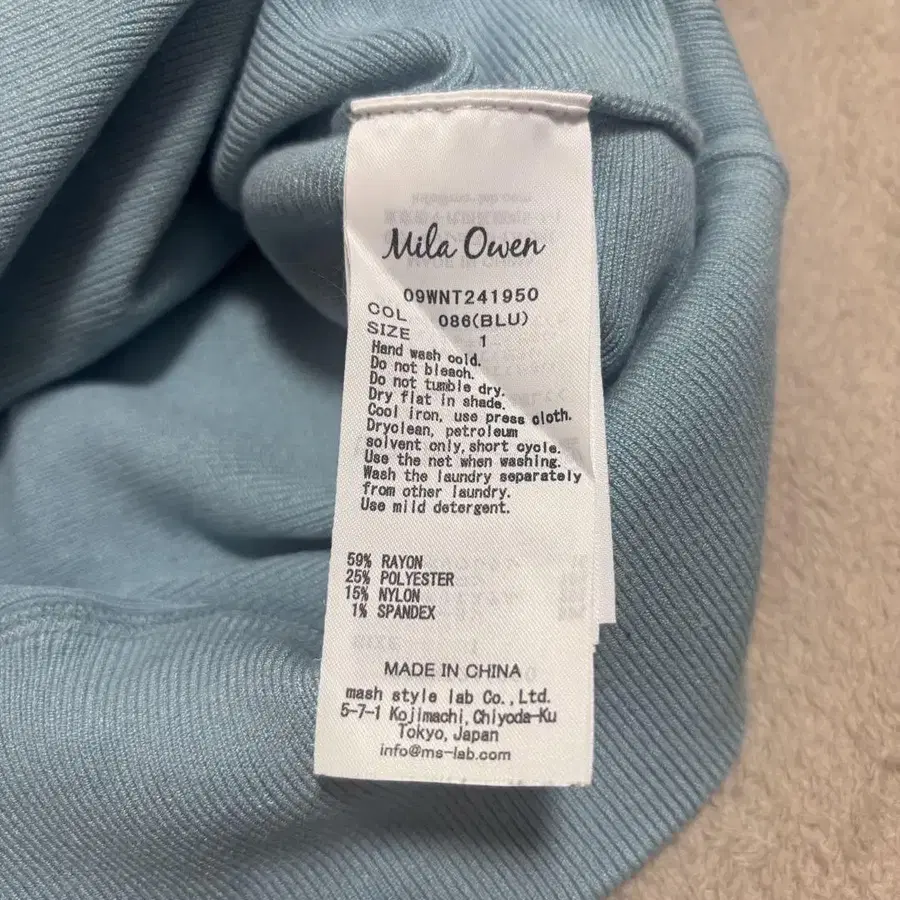 Mila Owen
09WNT241950
COL 086(BLU)
SIZE 1
Hand wash cold.
Do not bleach.
Do not tumble dry.
Dry flat in shade.
Cool iron, use press cloth.
Dryclean, petroleum
solvent only, short cycle.
Use the net when washing.
Wash the laundry separately
from other laundry.
Use mild detergent.
59% RAYON
25% POLYESTER
15% NYLON
1% SPANDEX
MADE IN CHINA
mash style lab Co.,Ltd.
5-7-1 Kojimachi,Chiyoda-Ku
Tokyo, Japan
info@ms-lab.com